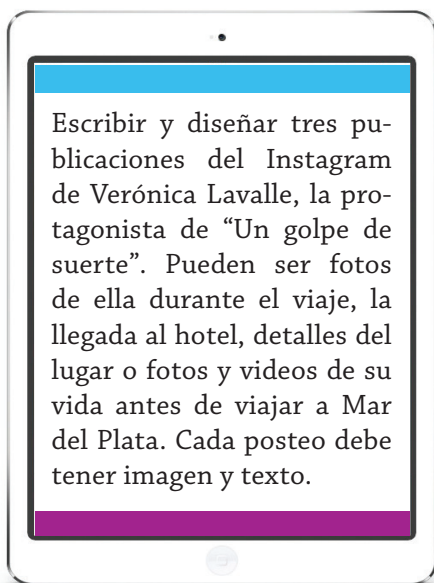 Escribir y diseñar tres pu-
blicaciones del Instagram
de Verónica Lavalle, la pro-
tagonista de “Un golpe de
suerte”. Pueden ser fotos
de ella durante el viaje, la
llegada al hotel, detalles del
lugar o fotos y videos de su
vida antes de viajar a Mar
del Plata. Cada posteo debe
tener imagen y texto.